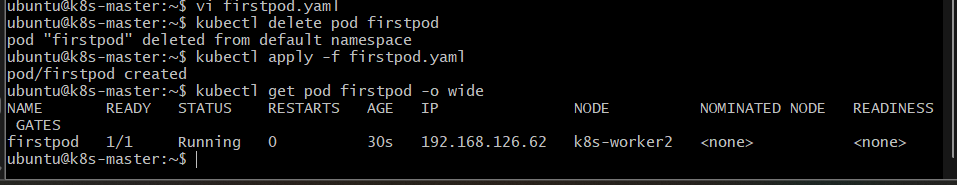 ubuntu@k8s-master:~$ vi firstpod.yaml
ubuntu@k8s-master:~$ kubectl delete pod firstpod
pod "firstpod" deleted from default namespace
ubuntu@k8s-master:~$ kubectl apply -f firstpod.yaml
pod/firstpod created
ubuntu@k8s-master:~$ kubectl get pod firstpod -o wide
NAME       READY   STATUS    RESTARTS   AGE   IP               NODE          NOMINATED NODE   READINESS
 GATES
firstpod   1/1     Running   0          30s   192.168.126.62   k8s-worker2   <none>           <none>
ubuntu@k8s-master:~$